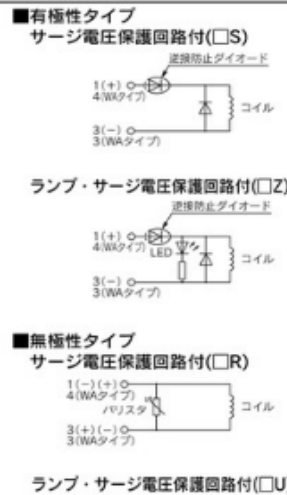 ■有極性タイプ
サージ電圧保護回路付(□S)
逆接防止ダイオード
1(+)
4(WAタイプ)
コイル
3(−)
3(WAタイプ)
ランプ・サージ電圧保護回路付(□Z)
逆接防止ダイオード
1(+)
4(WAタイプ)
LED
コイル
3(−)
3(WAタイプ)
■無極性タイプ
サージ電圧保護回路付(□R)
1(−)(+)
4(WAタイプ)
バリスタ
コイル
3(+)(−)
3(WAタイプ)
ランプ・サージ電圧保護回路付(□U